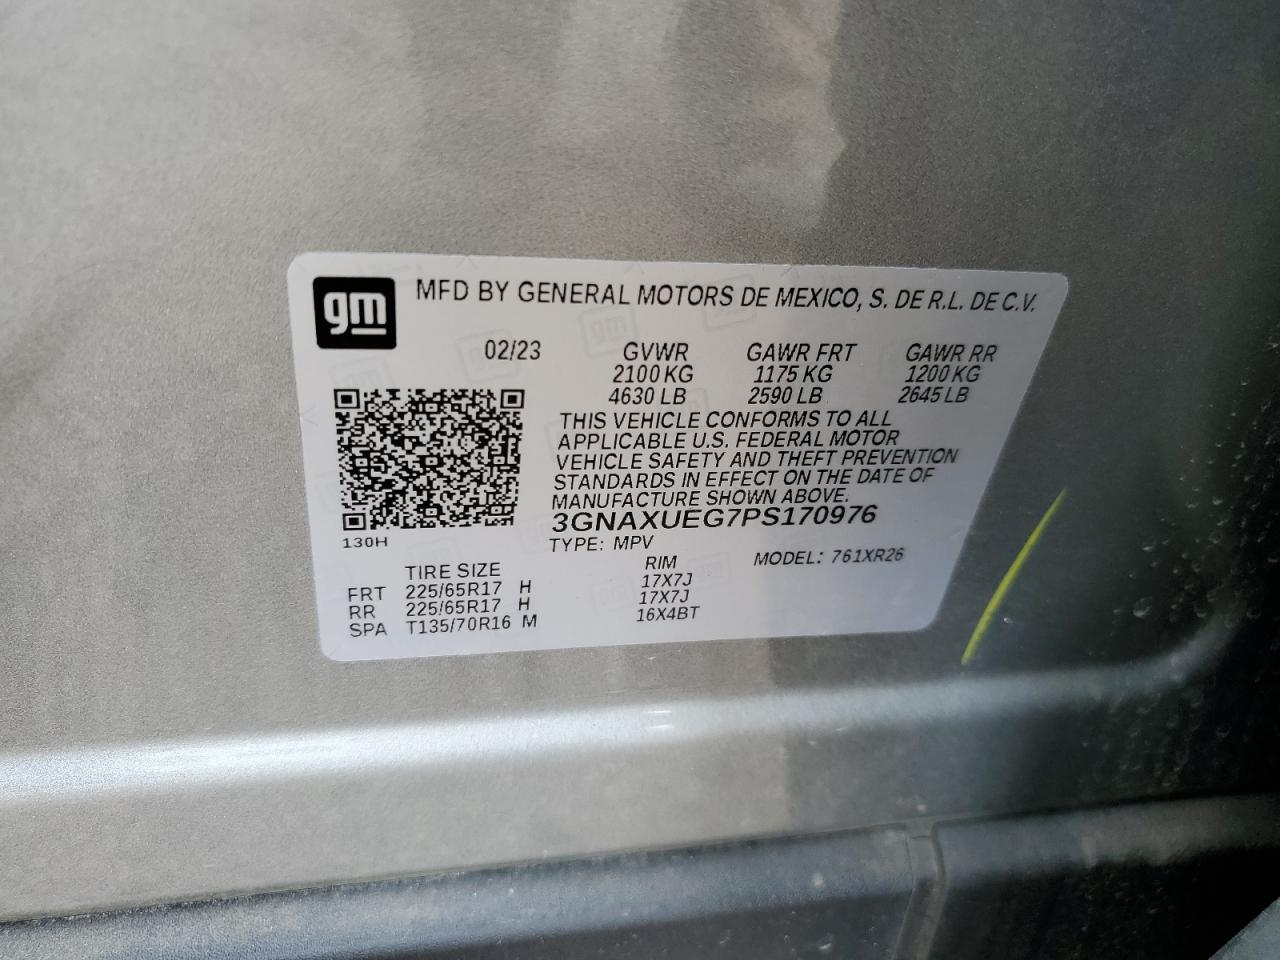 gm
MFD BY GENERAL MOTORS DE MEXICO, S. DE R.L. DE C.V.
02/23 GVWR GAWR FRT GAWR RR
2100 KG 1175 KG 1200 KG
4630 LB 2590 LB 2645 LB
THIS VEHICLE CONFORMS TO ALL
APPLICABLE U.S. FEDERAL MOTOR
VEHICLE SAFETY AND THEFT PREVENTION
STANDARDS IN EFFECT ON THE DATE OF
MANUFACTURE SHOWN ABOVE.
3GNAXUEG7PS170976
130H
TYPE: MPV MODEL: 761XR26
TIRE SIZE RIM
FRT 225/65R17 H 17X7J
RR 225/65R17 H 17X7J
SPA T135/70R16 M 16X4BT